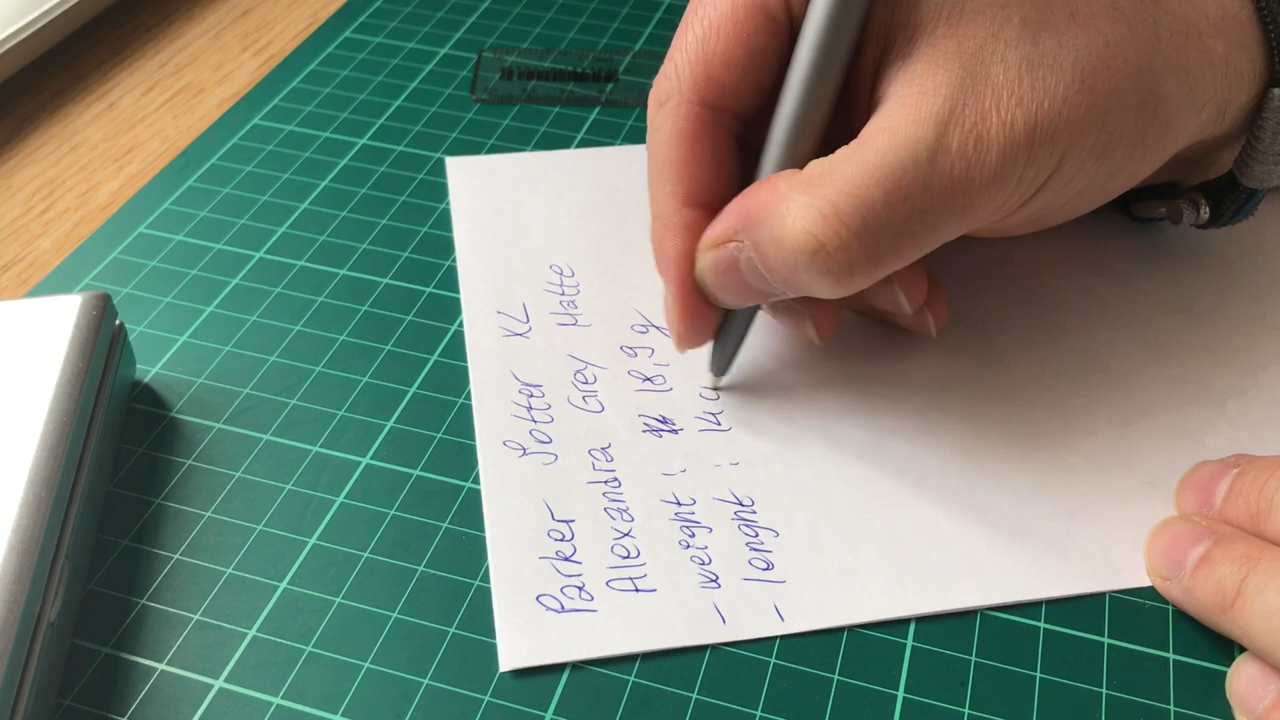 Parker Jotter XL
Alexandra Grey Matte
- weight : 18,9 g
- lenght : 14